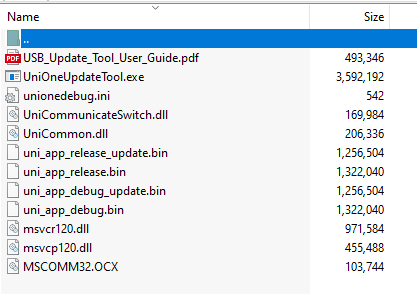 Name Size
..
USB_Update_Tool_User_Guide.pdf 493,346
UniOneUpdateTool.exe 3,592,192
unionedebug.ini 542
UniCommunicateSwitch.dll 169,984
UniCommon.dll 206,336
uni_app_release_update.bin 1,256,504
uni_app_release.bin 1,322,040
uni_app_debug_update.bin 1,256,504
uni_app_debug.bin 1,322,040
msvcr120.dll 971,584
msvcp120.dll 455,488
MSCOMM32.OCX 103,744